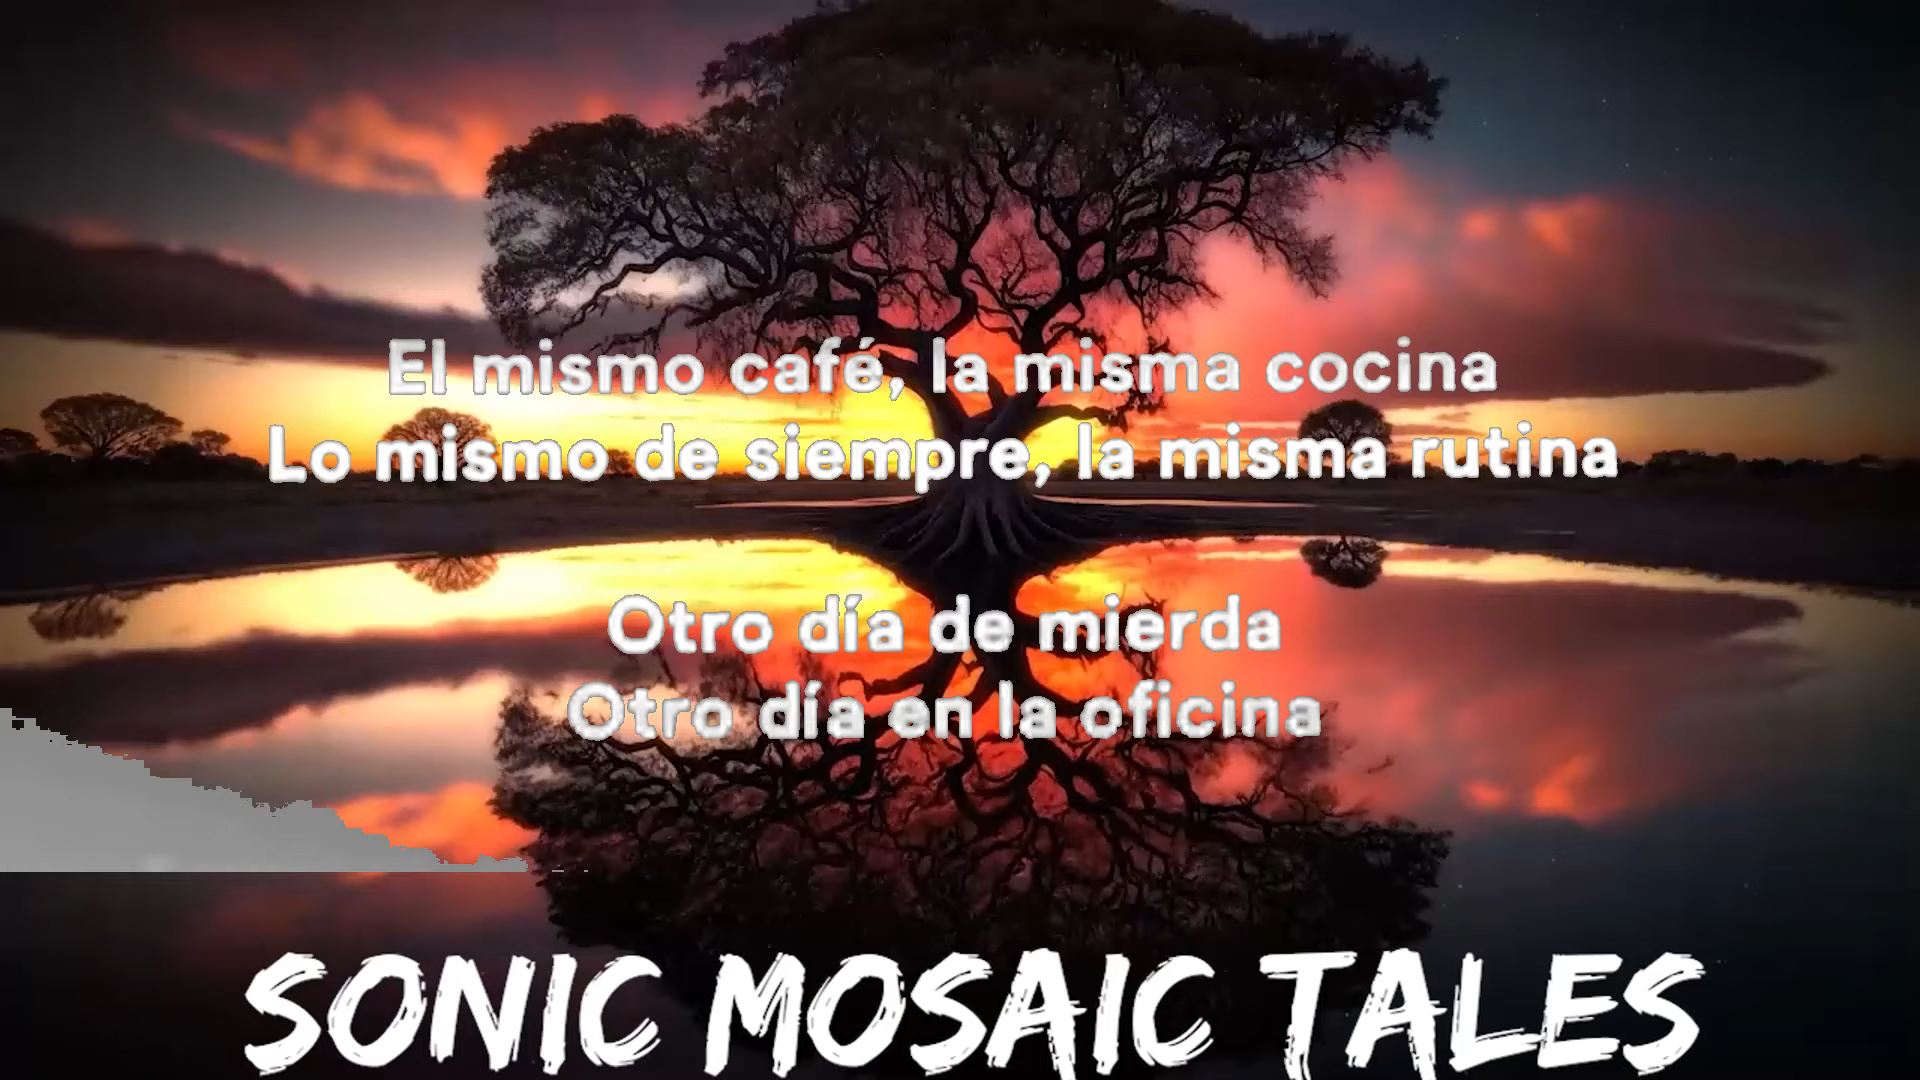 El mismo café, la misma cocina
Lo mismo de siempre, la misma rutina
Otro día de mierda
Otro día en la oficina
SONIC MOSAIC TALES